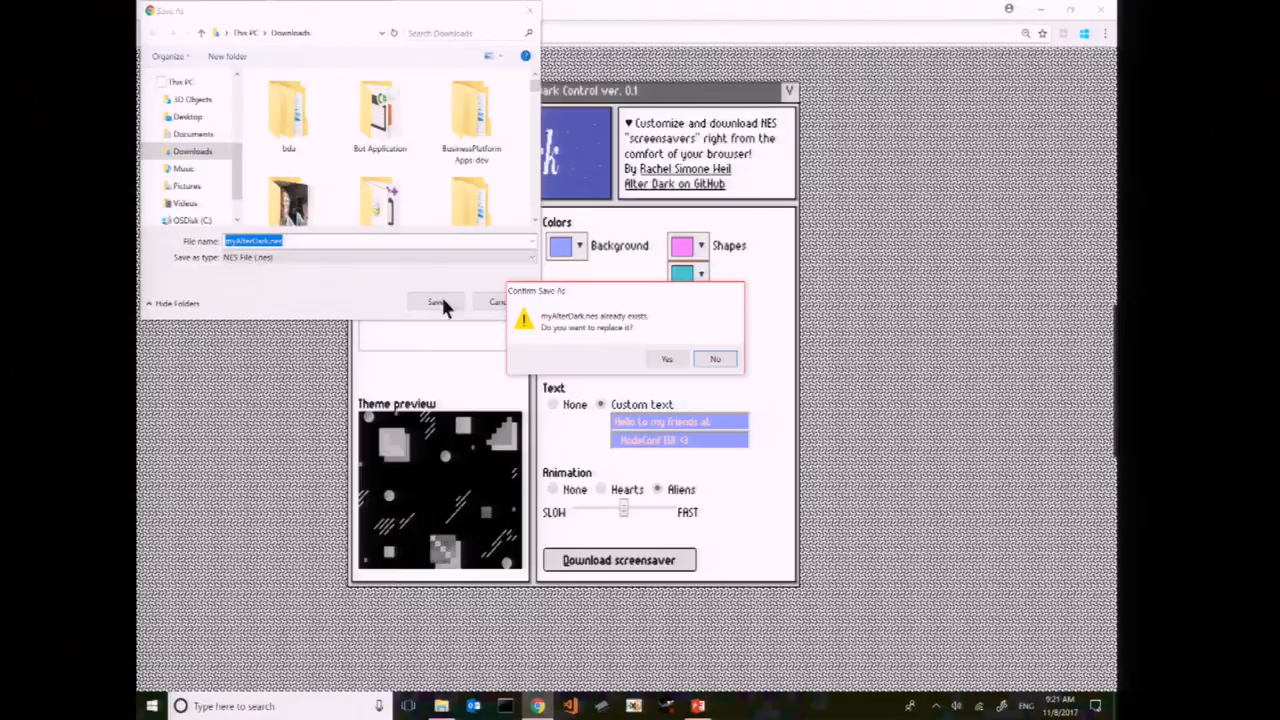 Save As
This PC
Downloads
Search Downloads
Organize
New folder
This PC
3D Objects
Desktop
Documents
Downloads
Music
Pictures
Videos
OSDisk (C:)
bda
Bot Application
BusinessPlatform
Apps-dev
File name:
myAlterDark.nes
Save as type:
NES File (.nes)
Hide Folders
Save
Canc
Confirm Save As
myAlterDark.nes already exists.
Do you want to replace it?
Yes
No
ark Control ver. 0.1
V
rk
♥ Customize and download NES
"screensavers" right from the
comfort of your browser!
By Rachel Simone Weil
Alter Dark on GitHub
Colors
Background
Shapes
Theme preview
Text
None
Custom text
Hello to my friends at
NodeConf EU! <3
Animation
None
Hearts
Aliens
SLOW
FAST
Download screensaver
Type here to search
ENG
9:21 AM
11/8/2017